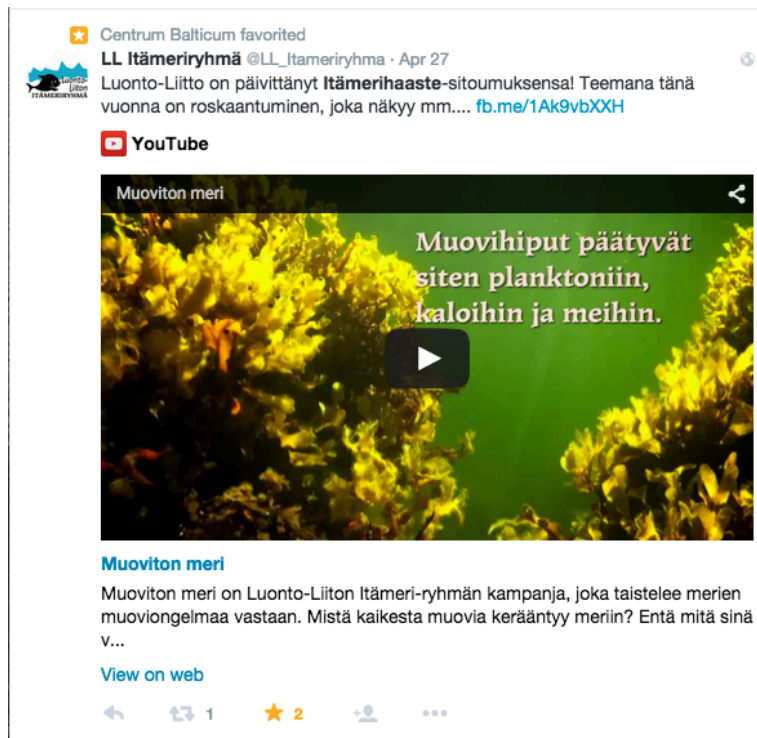 Centrum Balticum favorited
LL Itämeriryhmä @LL_Itameriryhma · Apr 27
Luonto-Liiton
ITÄMERIRYHMÄ
Luonto-Liitto on päivittänyt Itämerihaaste-sitoumuksensa! Teemana tänä
vuonna on roskaantuminen, joka näkyy mm.... fb.me/1Ak9vbXXH
YouTube
Muoviton meri
Muovihiput päätyvät
siten planktoniin,
kaloihin ja meihin.
Muoviton meri
Muoviton meri on Luonto-Liiton Itämeri-ryhmän kampanja, joka taistelee merien
muoviongelmaa vastaan. Mistä kaikesta muovia kerääntyy meriin? Entä mitä sinä
v...
View on web
1
2